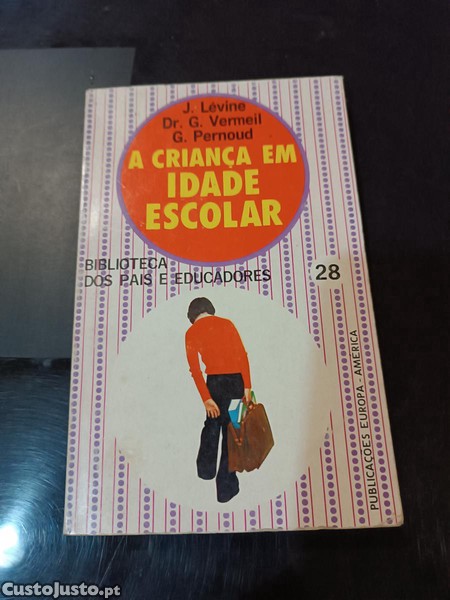 J. Lévine
Dr. G. Vermeil
G. Pernoud
A CRIANÇA EM
IDADE
ESCOLAR
BIBLIOTECA
DOS PAIS E EDUCADORES
28
PUBLICAÇÕES EUROPA-AMÉRICA
CustoJusto.pt